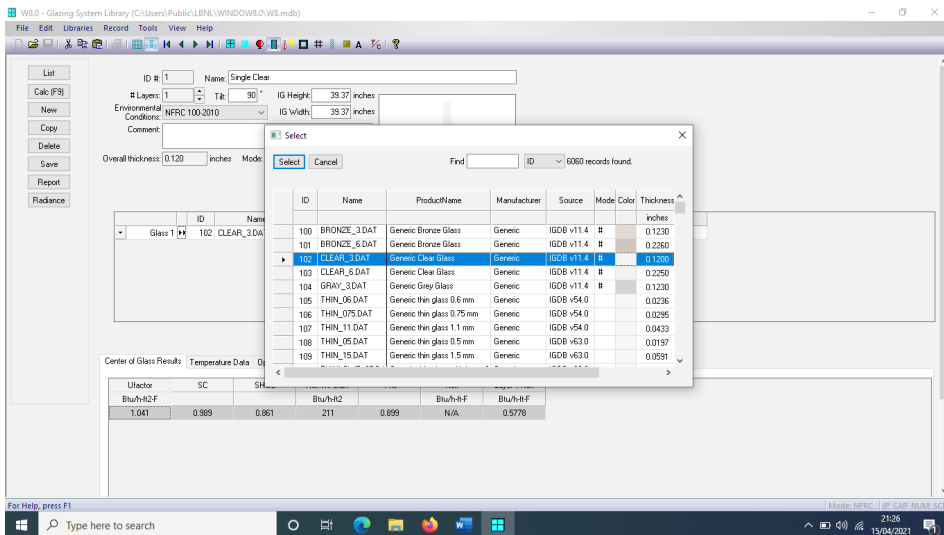 W8.0 - Glazing System Library (C:\Users\Public\LBNL\WINDOW8.0\W8.mdb)
File Edit Libraries Record Tools View Help
List
Calc (F9)
New
Copy
Delete
Save
Report
Radiance
ID #: 1 Name: Single Clear
# Layers: 1 Tilt: 90 ° IG Height: 39.37 inches
Environmental Conditions: NFRC 100-2010 IG Width: 39.37 inches
Comment:
Overall thickness: 0.120 inches Mode:
ID Name
Glass 1 102 CLEAR_3.DA
Select
Select Cancel Find ID 6060 records found.
ID Name ProductName Manufacturer Source Mode Color Thickness
inches
100 BRONZE_3.DAT Generic Bronze Glass Generic IGDB v11.4 # 0.1230
101 BRONZE_6.DAT Generic Bronze Glass Generic IGDB v11.4 # 0.2260
102 CLEAR_3.DAT Generic Clear Glass Generic IGDB v11.4 # 0.1200
103 CLEAR_6.DAT Generic Clear Glass Generic IGDB v11.4 # 0.2250
104 GRAY_3.DAT Generic Grey Glass Generic IGDB v11.4 # 0.1230
105 THIN_06.DAT Generic thin glass 0.6 mm Generic IGDB v54.0 0.0236
106 THIN_075.DAT Generic thin glass 0.75 mm Generic IGDB v54.0 0.0295
107 THIN_11.DAT Generic thin glass 1.1 mm Generic IGDB v54.0 0.0433
108 THIN_05.DAT Generic thin glass 0.5 mm Generic IGDB v63.0 0.0197
109 THIN_15.DAT Generic thin glass 1.5 mm Generic IGDB v63.0 0.0591
Center of Glass Results Temperature Data Op
Ufactor SC
Btu/h-ft2-F Btu/h-ft2 Btu/h-ft-F Btu/h-ft-F
1.041 0.989 0.861 211 0.899 N/A 0.5778
For Help, press F1 Mode: NFRC IP CAP NUM SCI
Type here to search
21:26
15/04/2021